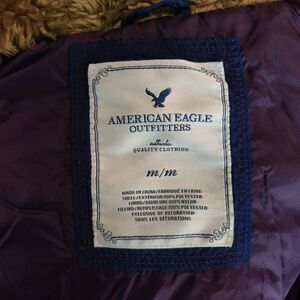 AMERICAN EAGLE
OUTFITTERS
authentic
QUALITY CLOTHING
m/m
MADE IN CHINA/FABRIQUÉ EN CHINE
SHELL/EXTÉRIEUR:100% POLYESTER
LINING/DOUBLURE:100% NYLON
FILLING/REMPLISSAGE:100% POLYESTER
EXCLUSIVE OF DECORATION
SANS LES DÉCORATIONS